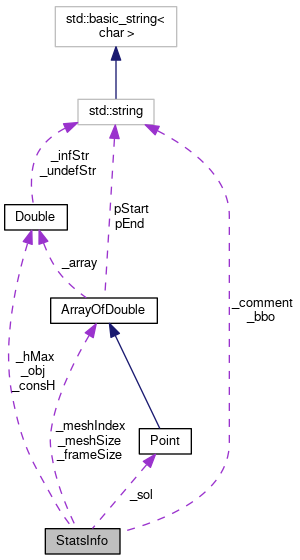 std::basic_string<
char >
std::string
_infStr
_undefStr
pStart
pEnd
Double
_array
ArrayOfDouble
_comment
_bbo
_hMax
_obj
_consH
_meshIndex
_meshSize
_frameSize
Point
_sol
StatsInfo